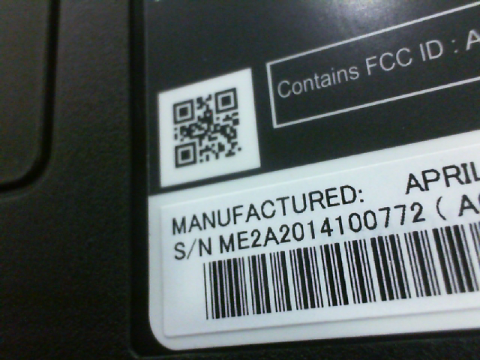 Contains FCC ID : A
MANUFACTURED: APRIL
S/N ME2A2014100772 ( A